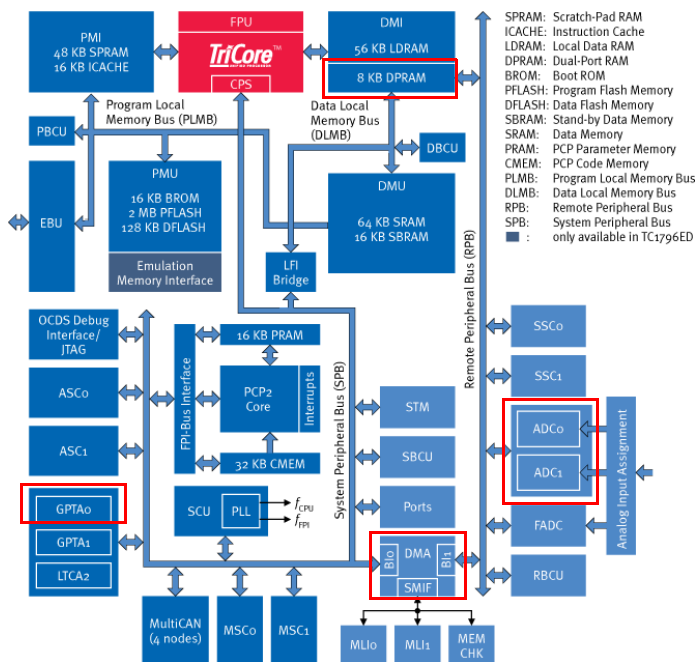 PMI
48 KB SPRAM
16 KB ICACHE
FPU
TriCore™
CPS
DMI
56 KB LDRAM
8 KB DPRAM
SPRAM: Scratch-Pad RAM
ICACHE: Instruction Cache
LDRAM: Local Data RAM
DPRAM: Dual-Port RAM
BROM: Boot ROM
PFLASH: Program Flash Memory
DFLASH: Data Flash Memory
SBRAM: Stand-by Data Memory
SRAM: Data Memory
PRAM: PCP Parameter Memory
CMEM: PCP Code Memory
PLMB: Program Local Memory Bus
DLMB: Data Local Memory Bus
RPB: Remote Peripheral Bus
SPB: System Peripheral Bus
: only available in TC1796ED
Program Local
Memory Bus (PLMB)
Data Local
Memory Bus
(DLMB)
PBCU
DBCU
EBU
PMU
16 KB BROM
2 MB PFLASH
128 KB DFLASH
Emulation
Memory Interface
DMU
64 KB SRAM
16 KB SBRAM
LFI
Bridge
Remote Peripheral Bus (RPB)
OCDS Debug
Interface/
JTAG
ASC0
ASC1
GPTA0
GPTA1
LTCA2
FPI-Bus Interface
16 KB PRAM
PCP2
Core
Interrupts
32 KB CMEM
SCU
PLL
fCPU
fFPI
System Peripheral Bus (SPB)
STM
SBCU
Ports
BI0
DMA
BI1
SMIF
SSC0
SSC1
ADC0
ADC1
FADC
RBCU
Analog Input Assignment
MultiCAN
(4 nodes)
MSC0
MSC1
MLI0
MLI1
MEM
CHK